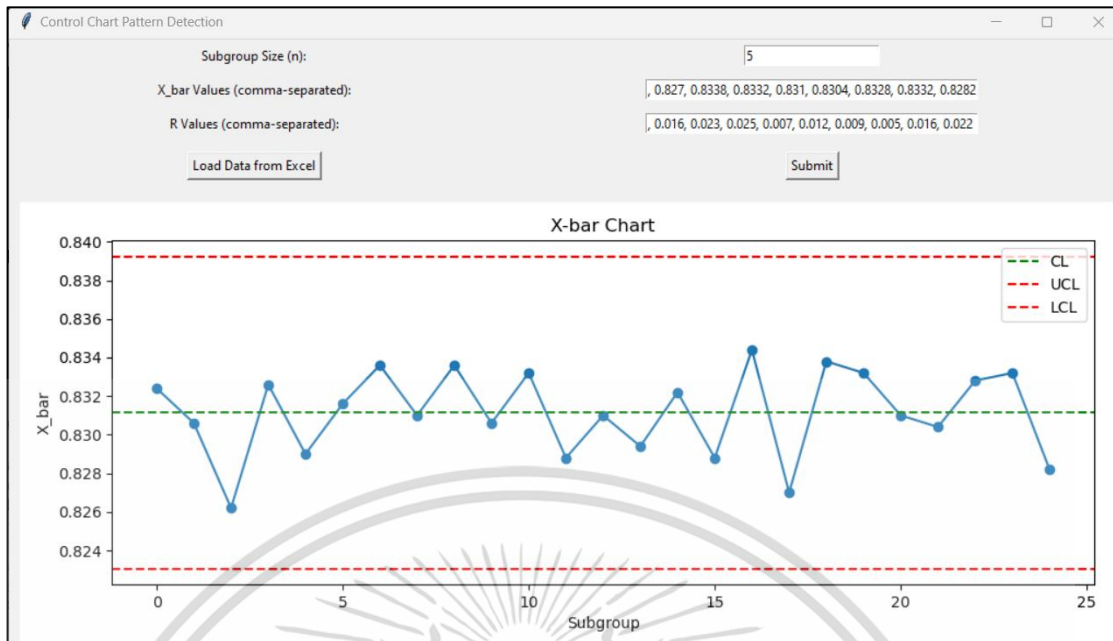 Control Chart Pattern Detection
Subgroup Size (n):
5
X_bar Values (comma-separated):
, 0.827, 0.8338, 0.8332, 0.831, 0.8304, 0.8328, 0.8332, 0.8282
R Values (comma-separated):
, 0.016, 0.023, 0.025, 0.007, 0.012, 0.009, 0.005, 0.016, 0.022
Load Data from Excel
Submit
X-bar Chart
0.840
0.838
0.836
0.834
0.832
0.830
0.828
0.826
0.824
X_bar
CL
UCL
LCL
0 5 10 15 20 25
Subgroup